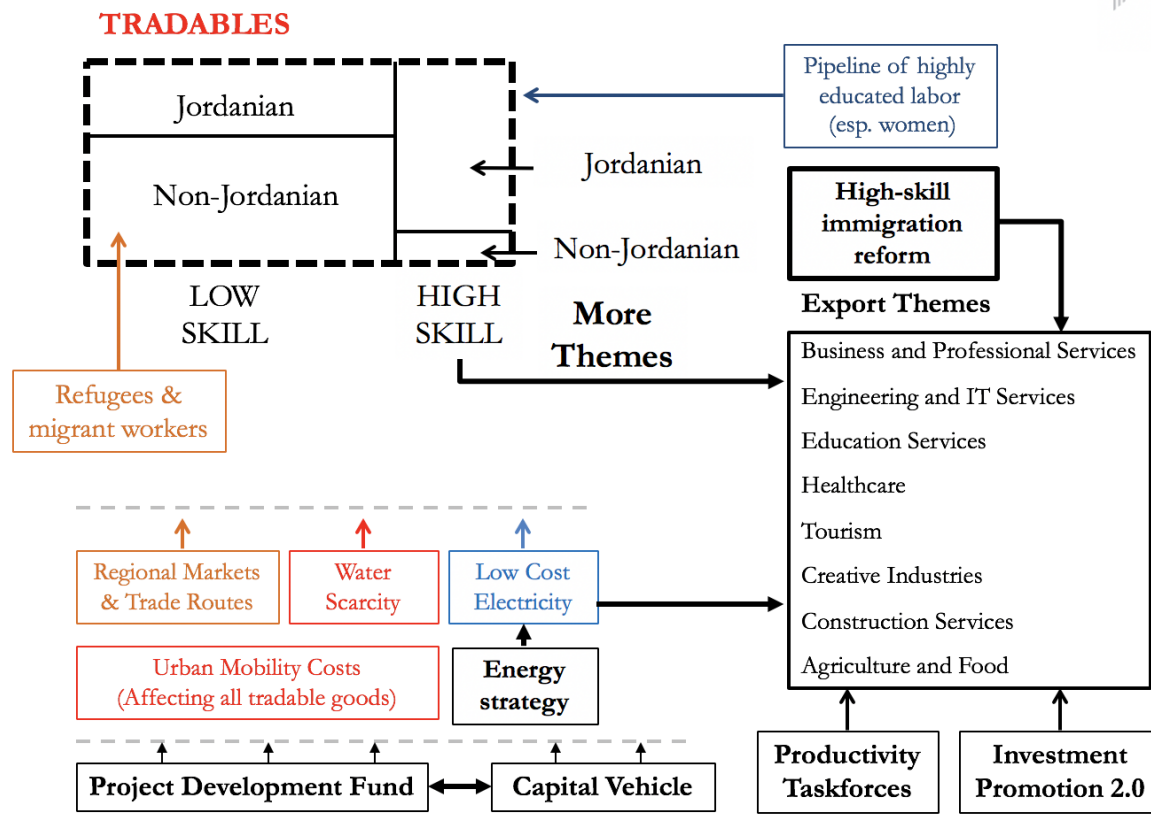 TRADABLES
Jordanian
Non-Jordanian
Jordanian
Non-Jordanian
LOW
SKILL
HIGH
SKILL
More
Themes
Refugees &
migrant workers
Pipeline of highly
educated labor
(esp. women)
High-skill
immigration
reform
Export Themes
Business and Professional Services
Engineering and IT Services
Education Services
Healthcare
Tourism
Creative Industries
Construction Services
Agriculture and Food
Regional Markets
& Trade Routes
Water
Scarcity
Low Cost
Electricity
Urban Mobility Costs
(Affecting all tradable goods)
Energy
strategy
Project Development Fund
Capital Vehicle
Productivity
Taskforces
Investment
Promotion 2.0